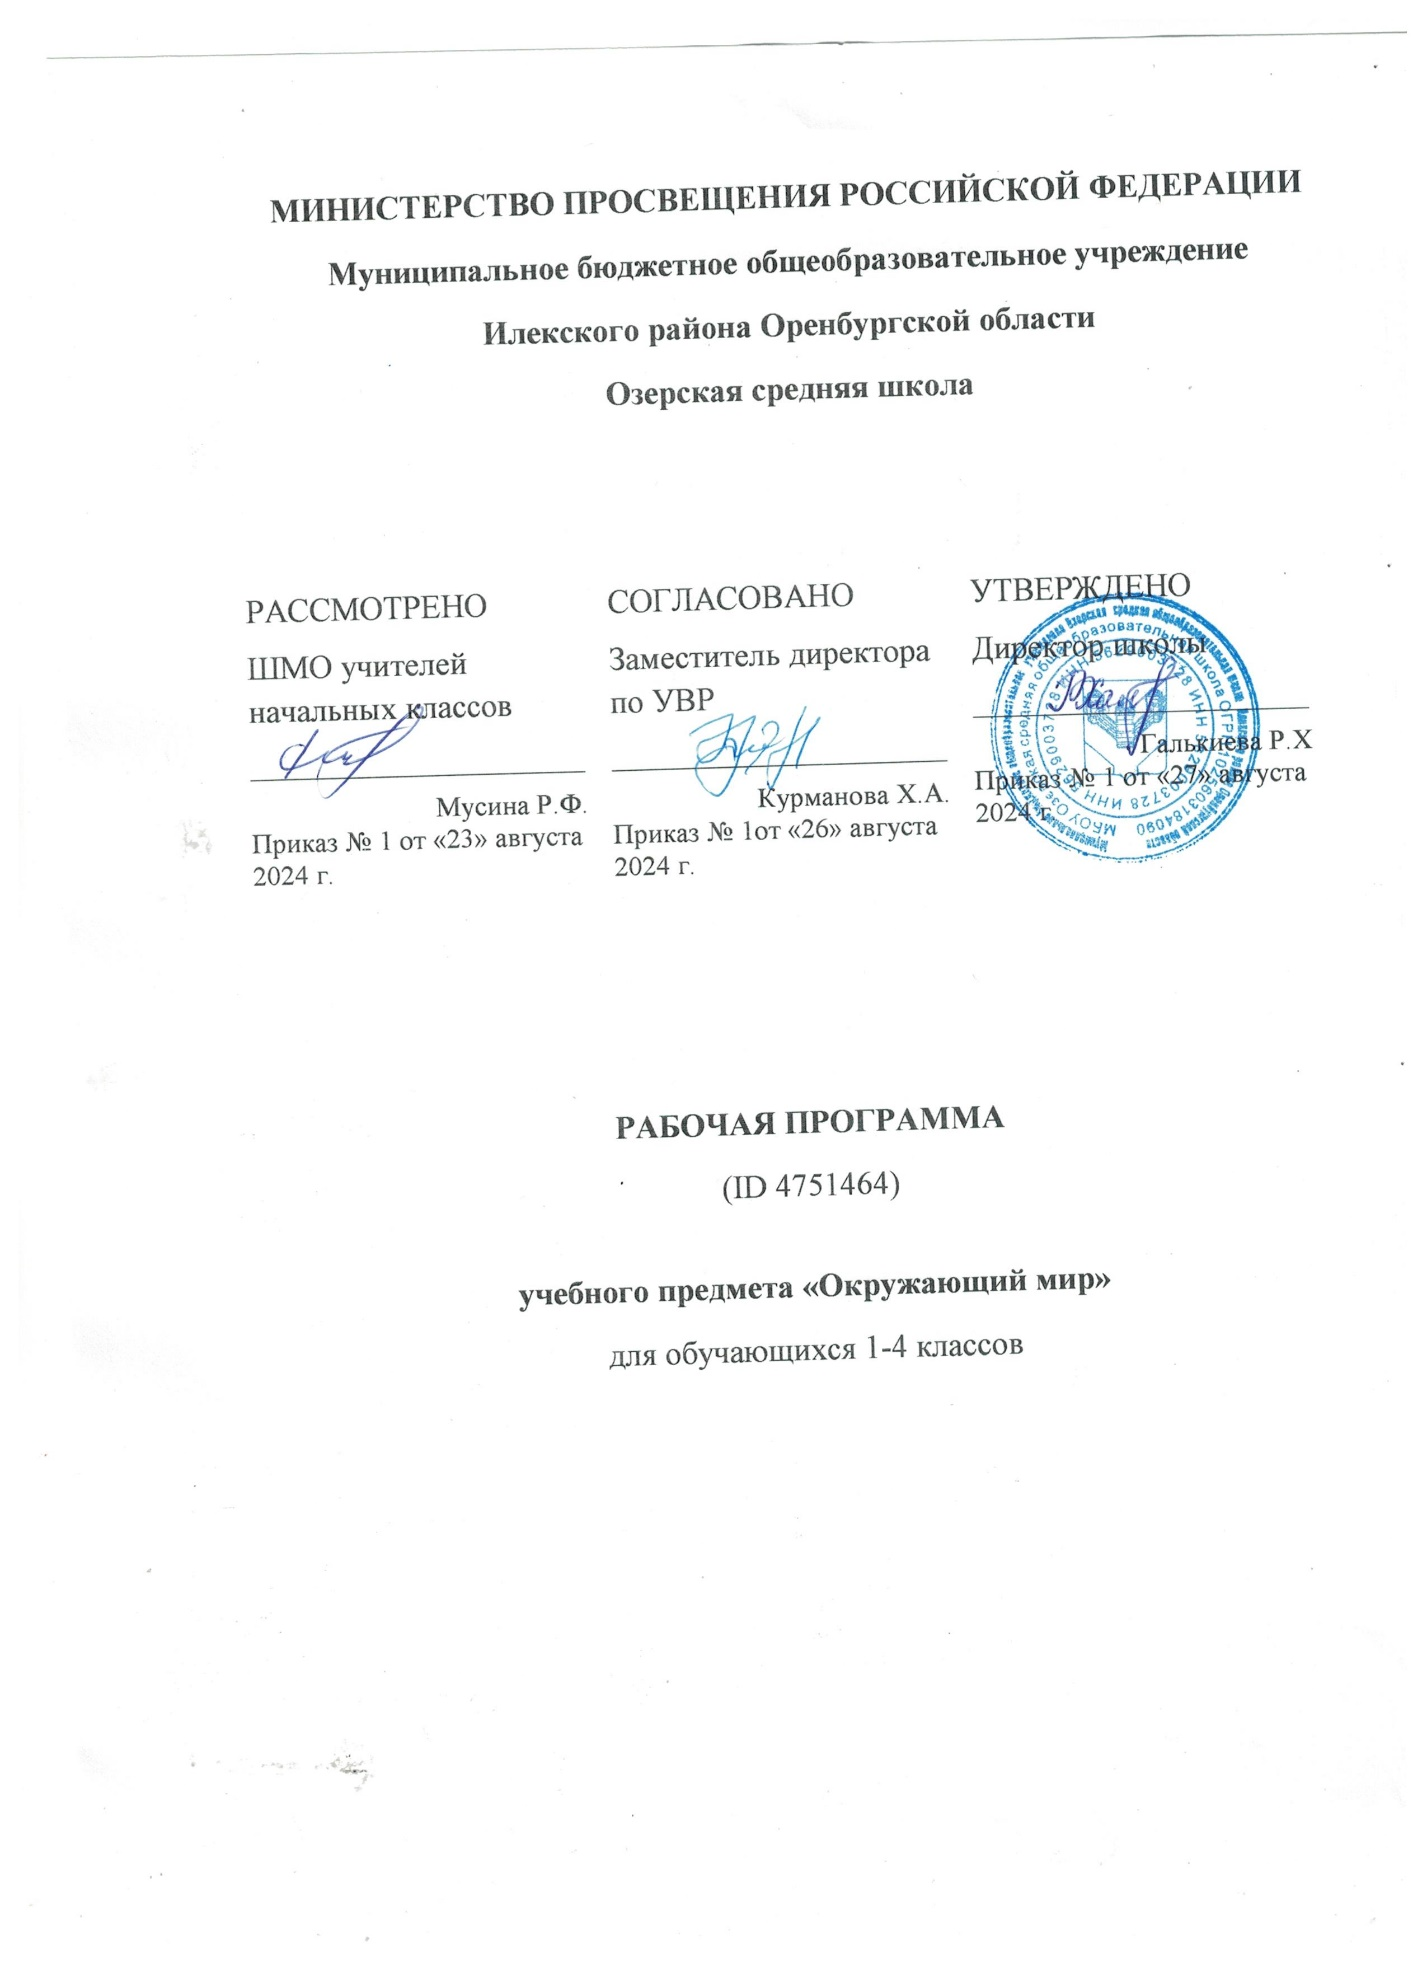 МИНИСТЕРСТВО ПРОСВЕЩЕНИЯ РОССИЙСКОЙ ФЕДЕРАЦИИ
Муниципальное бюджетное общеобразовательное учреждение
Илекского района Оренбургской области
Озерская средняя школа
РАССМОТРЕНО
ШМО учителей
начальных классов
Мусина Р.Ф.
Приказ № 1 от «23» августа
2024 г.
СОГЛАСОВАНО
Заместитель директора
по УВР
Курманова Х.А.
Приказ № 1от «26» августа
2024 г.
УТВЕРЖДЕНО
Директор школы
Галькиева Р.Х
Приказ № 1 от «27» августа
2024 г.
РАБОЧАЯ ПРОГРАММА
(ID 4751464)
учебного предмета «Окружающий мир»
для обучающихся 1-4 классов